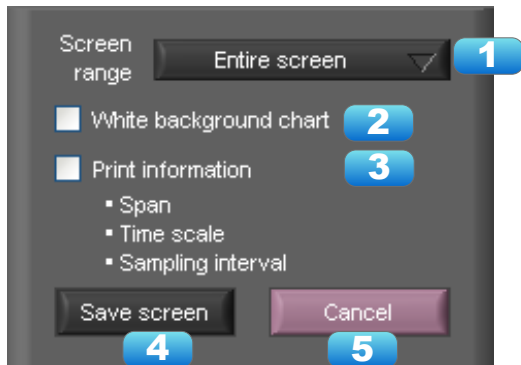 Screen
range
Entire screen
1
White background chart
2
Print information
3
▪ Span
▪ Time scale
▪ Sampling interval
Save screen
Cancel
4
5